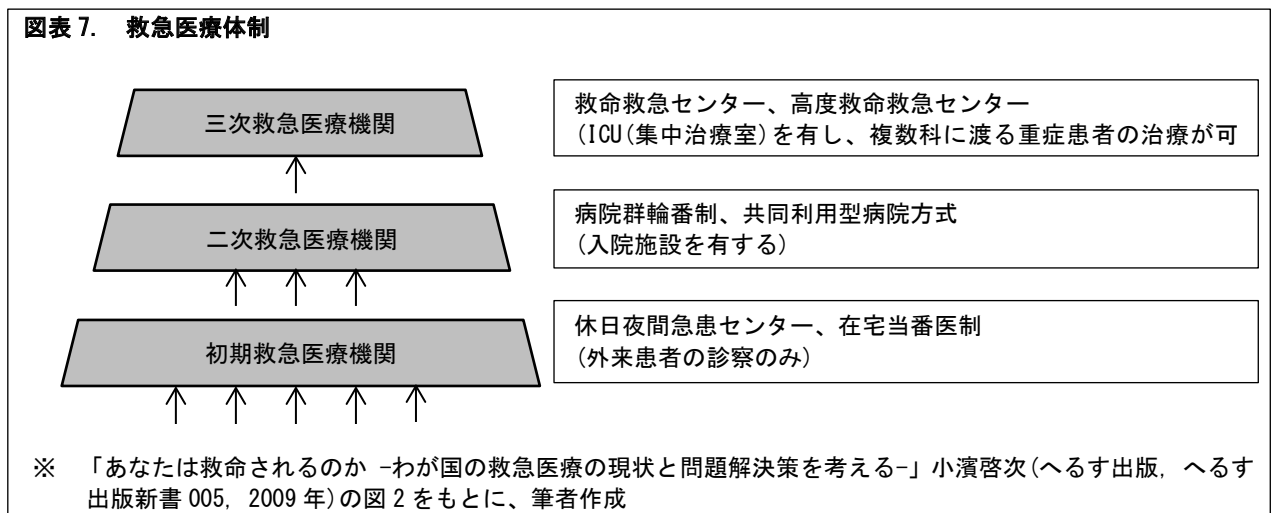 図表 7. 救急医療体制
三次救急医療機関
救命救急センター、高度救命救急センター
(ICU(集中治療室)を有し、複数科に渡る重症患者の治療が可
二次救急医療機関
病院群輪番制、共同利用型病院方式
(入院施設を有する)
初期救急医療機関
休日夜間急患センター、在宅当番医制
(外来患者の診察のみ)
※ 「あなたは救命されるのか -わが国の救急医療の現状と問題解決策を考える-」小濱啓次(へるす出版, へるす
出版新書 005, 2009 年)の図 2 をもとに、筆者作成